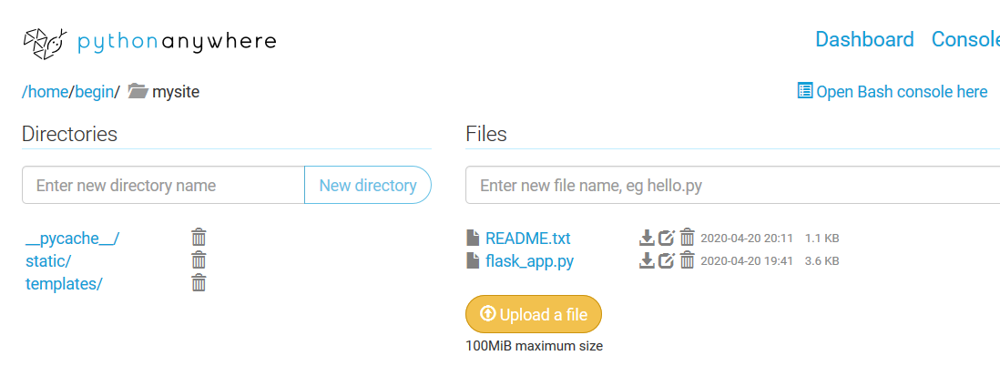 pythonanywhere
Dashboard Console
/home/begin/ mysite
Open Bash console here
Directories
Enter new directory name New directory
__pycache__/
static/
templates/
Files
Enter new file name, eg hello.py
README.txt 2020-04-20 20:11 1.1 KB
flask_app.py 2020-04-20 19:41 3.6 KB
Upload a file
100MiB maximum size